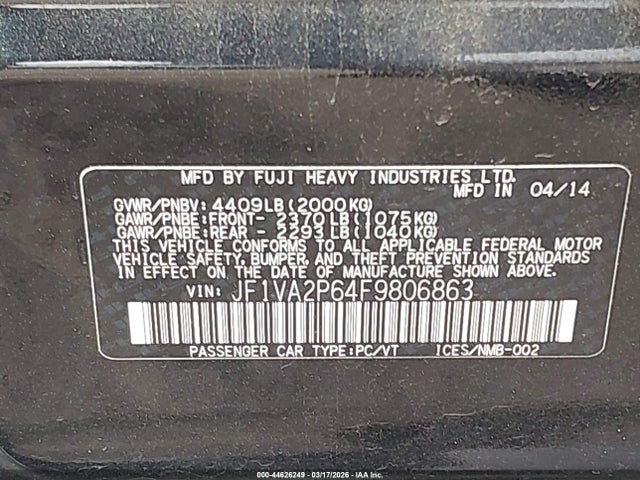 MFD BY FUJI HEAVY INDUSTRIES LTD.
MFD IN 04/14
GVWR/PNBV: 4409LB(2000KG)
GAWR/PNBE:FRONT- 2370LB(1075KG)
GAWR/PNBE:REAR - 2293LB(1040KG)
THIS VEHICLE CONFORMS TO ALL APPLICABLE FEDERAL MOTOR
VEHICLE SAFETY, BUMPER, AND THEFT PREVENTION STANDARDS
IN EFFECT ON THE DATE OF MANUFACTURE SHOWN ABOVE.
VIN: JF1VA2P64F9806863
PASSENGER CAR TYPE:PC/VT ICES/NMB-002
000-44626249 - 03/17/2026 - IAA Inc.